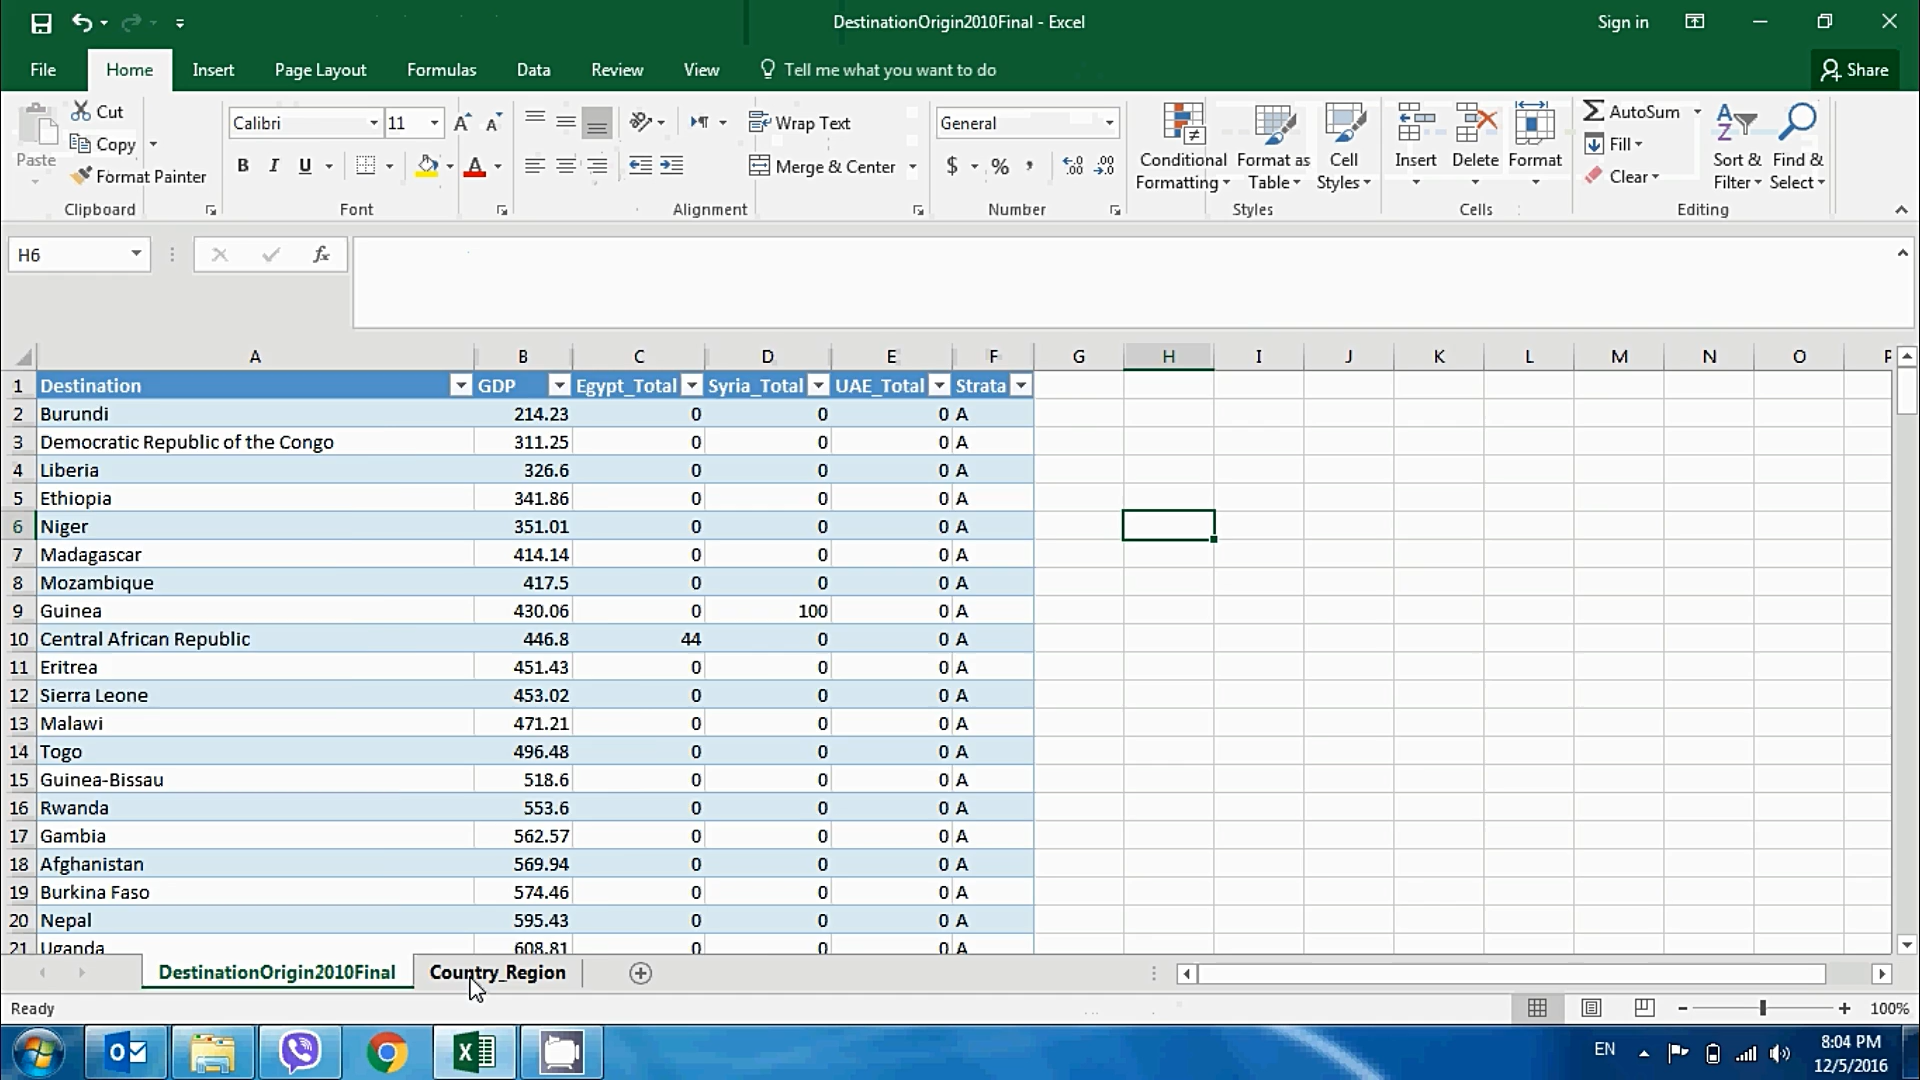 DestinationOrigin2010Final - Excel
Sign in
File Home Insert Page Layout Formulas Data Review View Tell me what you want to do Share
Paste
Cut
Copy
Format Painter
Clipboard
Calibri 11
B I U A
Font
Wrap Text
Merge & Center
Alignment
General
$ % ,
Number
Conditional Formatting
Format as Table
Cell Styles
Styles
Insert Delete Format
Cells
AutoSum
Fill
Clear
Sort & Filter
Find & Select
Editing
H6 fx
A B C D E F G H I J K L M N O P
1 Destination GDP Egypt_Total Syria_Total UAE_Total Strata
2 Burundi 214.23 0 0 0 A
3 Democratic Republic of the Congo 311.25 0 0 0 A
4 Liberia 326.6 0 0 0 A
5 Ethiopia 341.86 0 0 0 A
6 Niger 351.01 0 0 0 A
7 Madagascar 414.14 0 0 0 A
8 Mozambique 417.5 0 0 0 A
9 Guinea 430.06 0 100 0 A
10 Central African Republic 446.8 44 0 0 A
11 Eritrea 451.43 0 0 0 A
12 Sierra Leone 453.02 0 0 0 A
13 Malawi 471.21 0 0 0 A
14 Togo 496.48 0 0 0 A
15 Guinea-Bissau 518.6 0 0 0 A
16 Rwanda 553.6 0 0 0 A
17 Gambia 562.57 0 0 0 A
18 Afghanistan 569.94 0 0 0 A
19 Burkina Faso 574.46 0 0 0 A
20 Nepal 595.43 0 0 0 A
21 Uganda 608.81 0 0 0 A
DestinationOrigin2010Final Country_Region
Ready 100%
EN 8:04 PM
12/5/2016